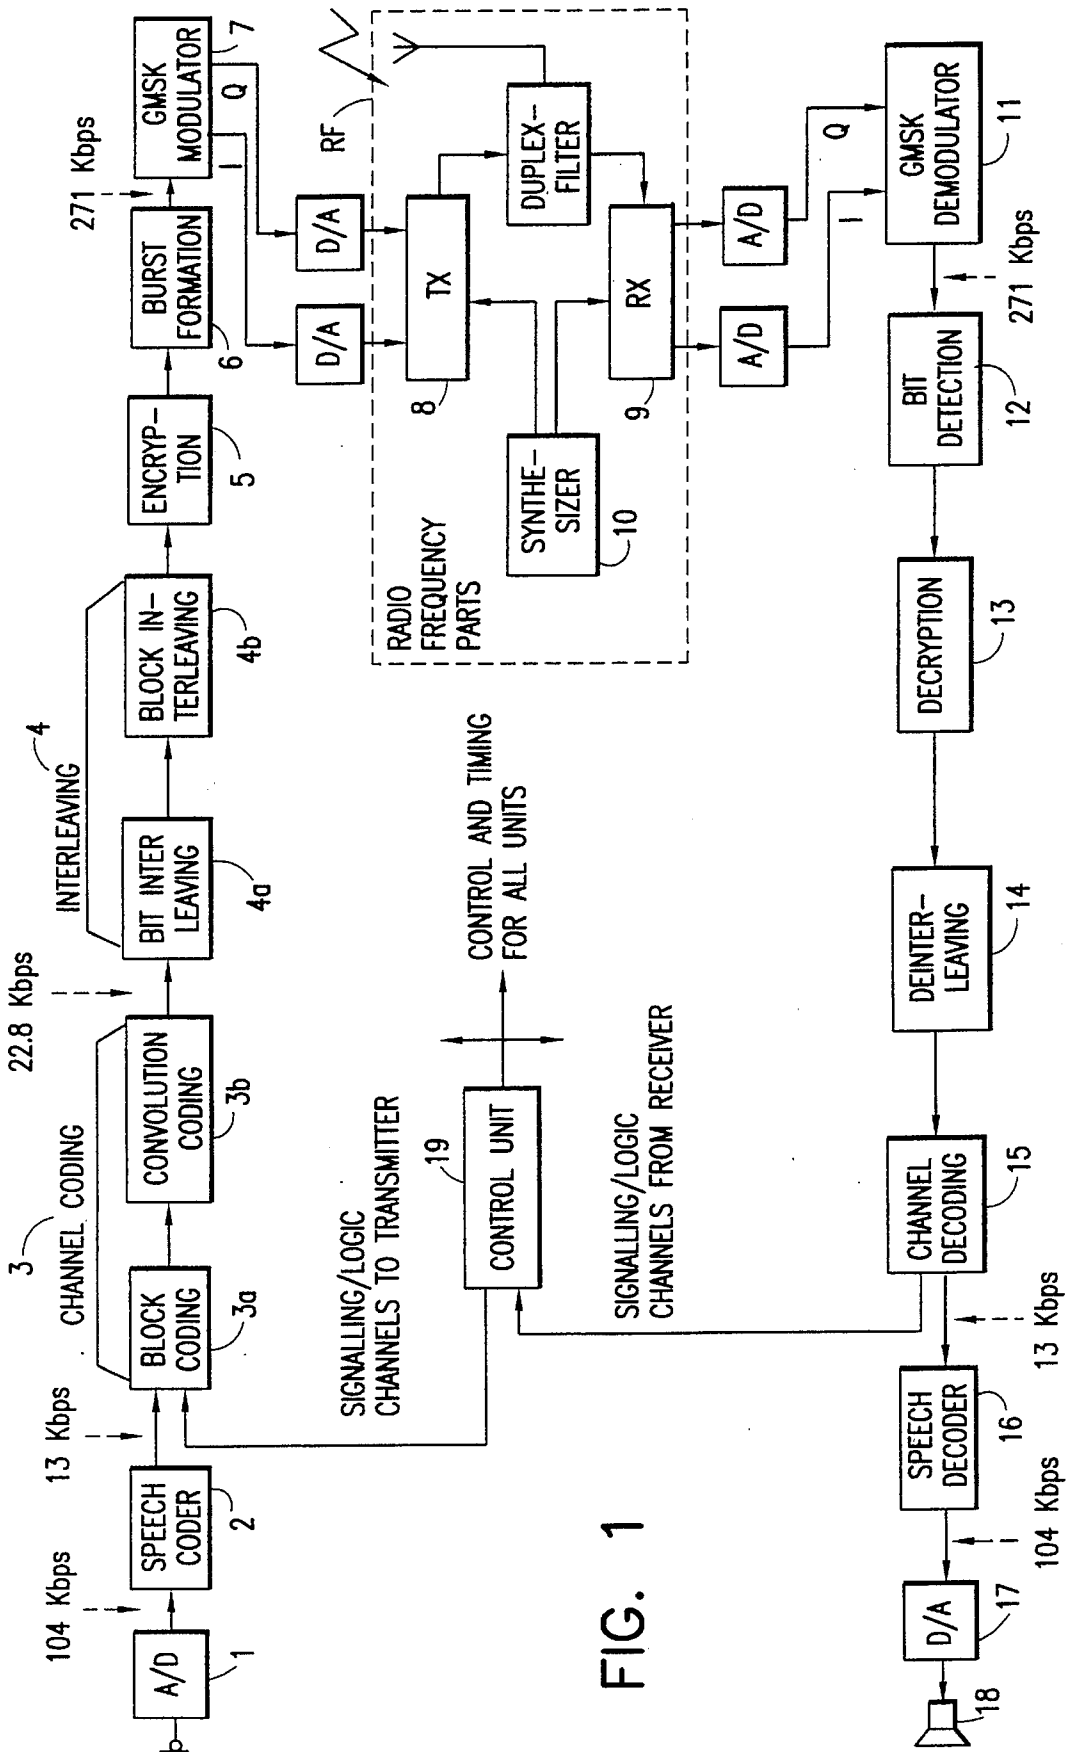 104 Kbps
13 Kbps
3
CHANNEL CODING
22.8 Kbps
4
INTERLEAVING
271 Kbps
A/D
1
SPEECH
CODER
2
BLOCK
CODING
3a
CONVOLUTION
CODING
3b
BIT INTER
LEAVING
4a
BLOCK IN-
TERLEAVING
4b
ENCRYP-
TION
5
BURST
FORMATION
6
GMSK
MODULATOR
7
I
Q
D/A
D/A
RF
SIGNALLING/LOGIC
CHANNELS TO TRANSMITTER
19
CONTROL UNIT
CONTROL AND TIMING
FOR ALL UNITS
SIGNALLING/LOGIC
CHANNELS FROM RECEIVER
RADIO
FREQUENCY
PARTS
8
TX
SYNTHE-
SIZER
10
DUPLEX-
FILTER
9
RX
A/D
A/D
I
Q
FIG. 1
18
D/A
17
104 Kbps
SPEECH
DECODER
16
13 Kbps
CHANNEL
DECODING
15
DEINTER-
LEAVING
14
DECRYPTION
13
BIT
DETECTION
12
271 Kbps
GMSK
DEMODULATOR
11